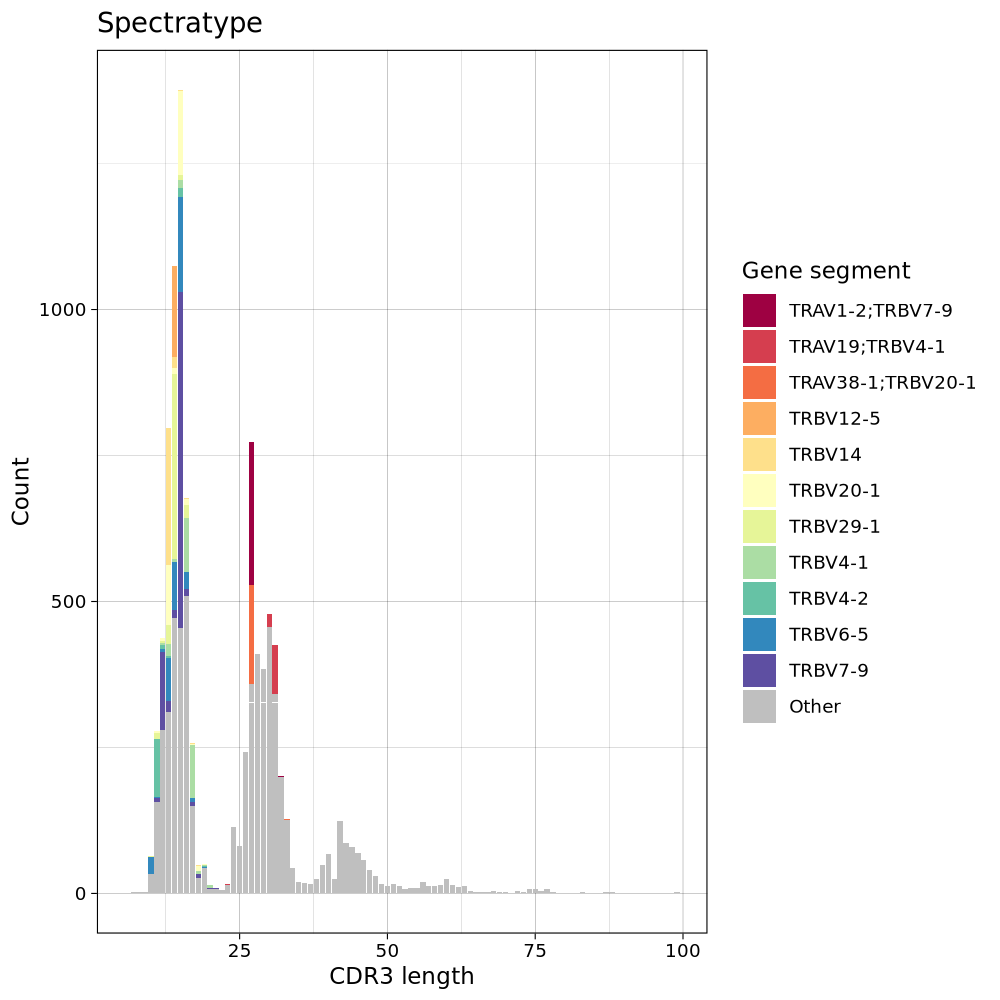 Spectratype
Count
1000
500
0
25
50
75
100
CDR3 length
Gene segment
TRAV1-2;TRBV7-9
TRAV19;TRBV4-1
TRAV38-1;TRBV20-1
TRBV12-5
TRBV14
TRBV20-1
TRBV29-1
TRBV4-1
TRBV4-2
TRBV6-5
TRBV7-9
Other